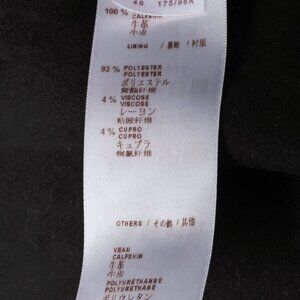 46 175/96A
100 % CALFSKIN
牛革
牛皮
LINING / 裏地 / 衬里
92 % POLYESTER
POLYESTER
ポリエステル
聚酯纤维
4 % VISCOSE
VISCOSE
レーヨン
粘胶纤维
4 % CUPRO
CUPRO
キュプラ
铜氨纤维
OTHERS / その他 / 其他
VEAU
CALFSKIN
牛革
牛皮
POLYURÉTHANNE
POLYURETHANE
ポリウレタン